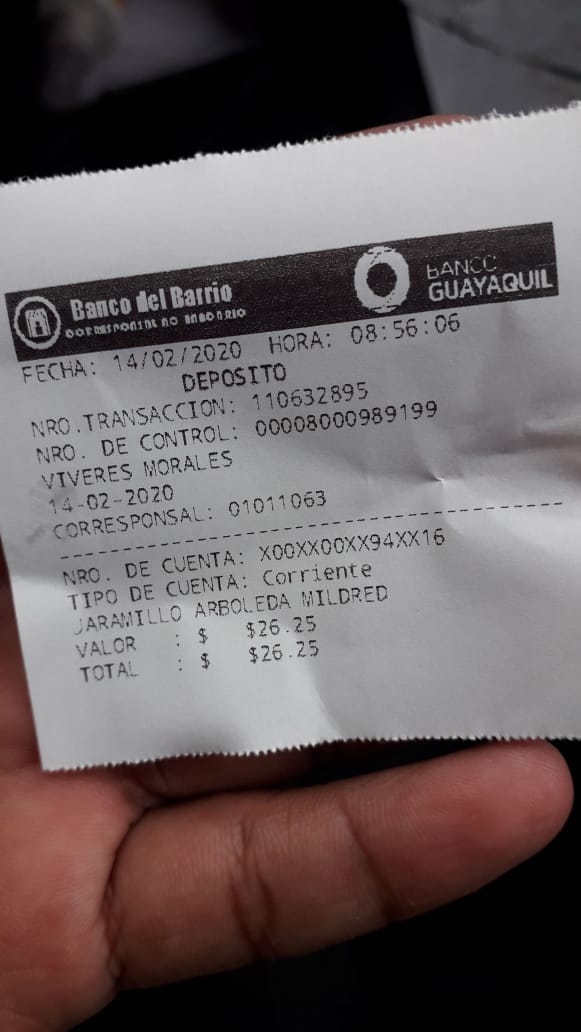 Banco del Barrio
CORRESPONSAL NO BANCARIO
BANCO
GUAYAQUIL
FECHA: 14/02/2020 HORA: 08:56:06
DEPOSITO
NRO.TRANSACCION: 110632895
NRO. DE CONTROL: 00008000989199
VIVERES MORALES
14-02-2020
CORRESPONSAL: 01011063
NRO. DE CUENTA: X00XX00XX94XX16
TIPO DE CUENTA: Corriente
JARAMILLO ARBOLEDA MILDRED
VALOR : $ $26.25
TOTAL : $ $26.25